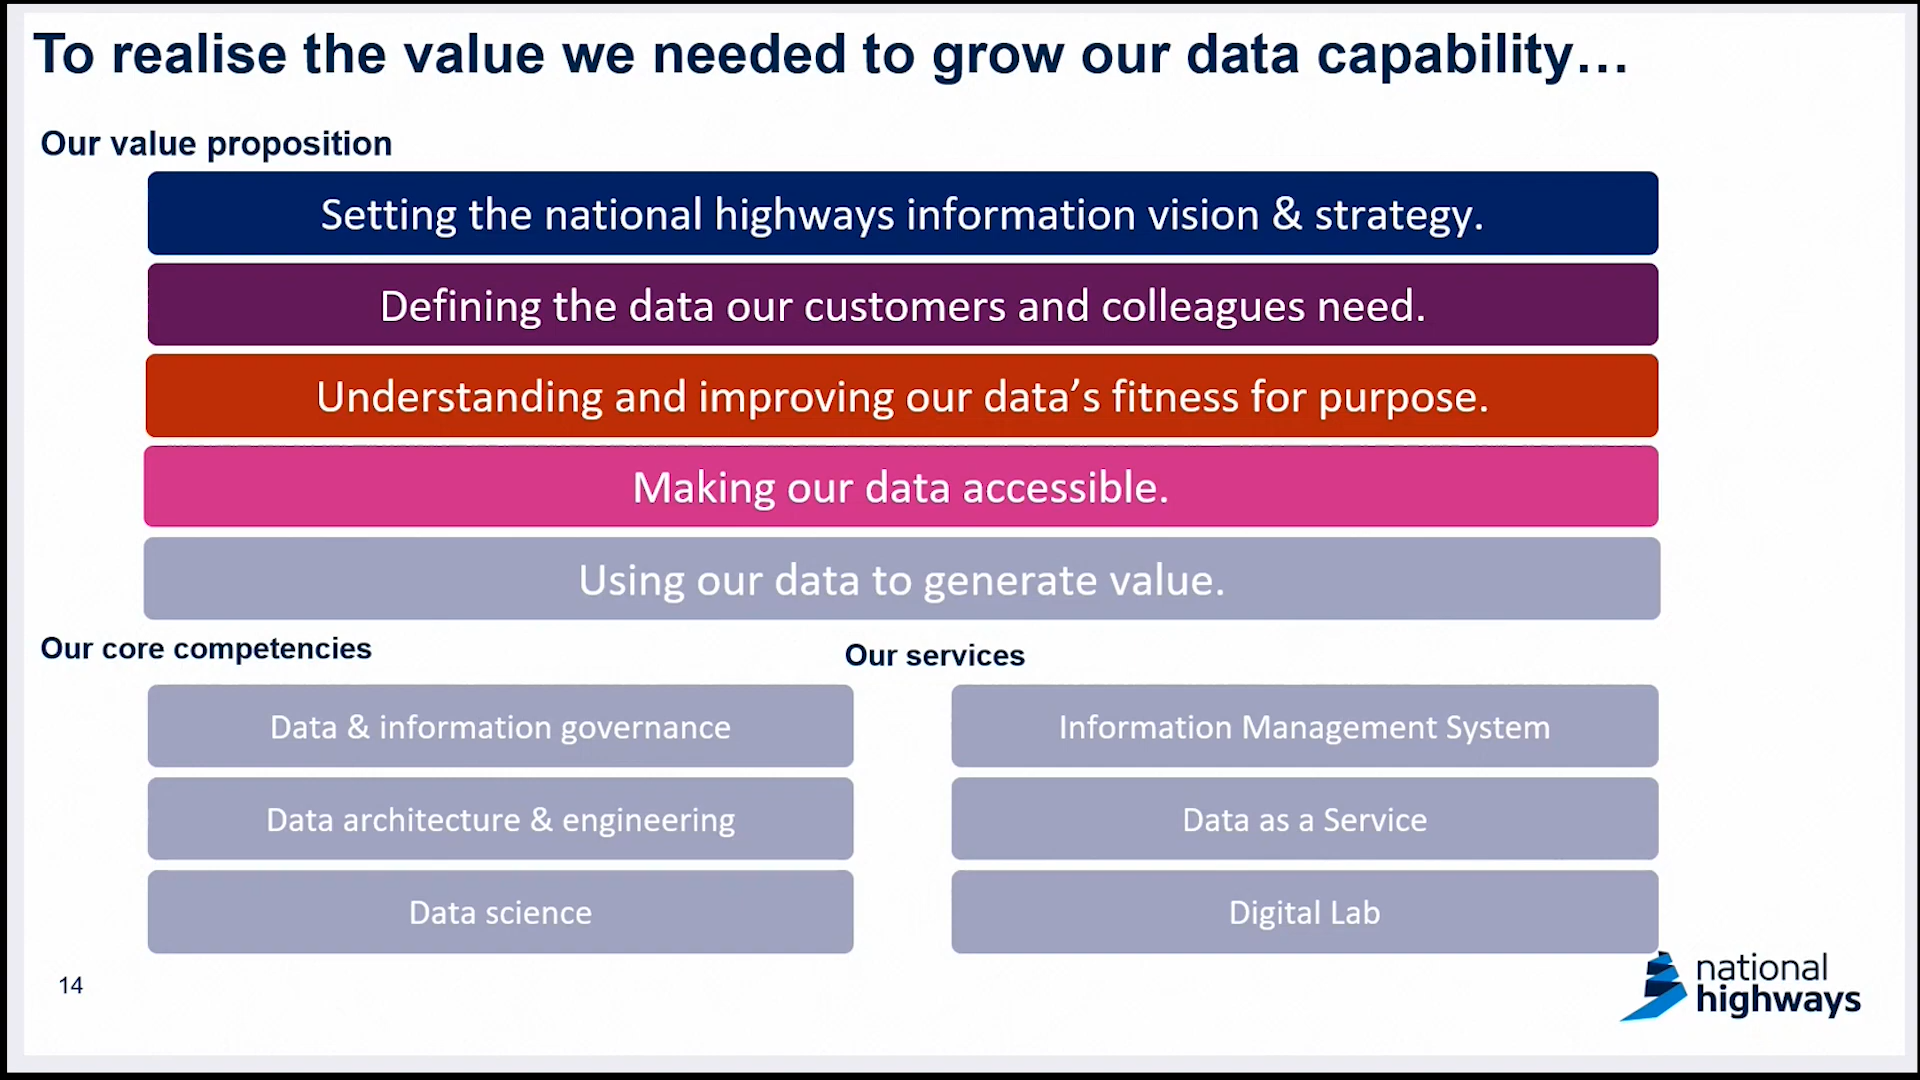 To realise the value we needed to grow our data capability…
Our value proposition
Setting the national highways information vision & strategy.
Defining the data our customers and colleagues need.
Understanding and improving our data’s fitness for purpose.
Making our data accessible.
Using our data to generate value.
Our core competencies
Data & information governance
Data architecture & engineering
Data science
Our services
Information Management System
Data as a Service
Digital Lab
14
national
highways